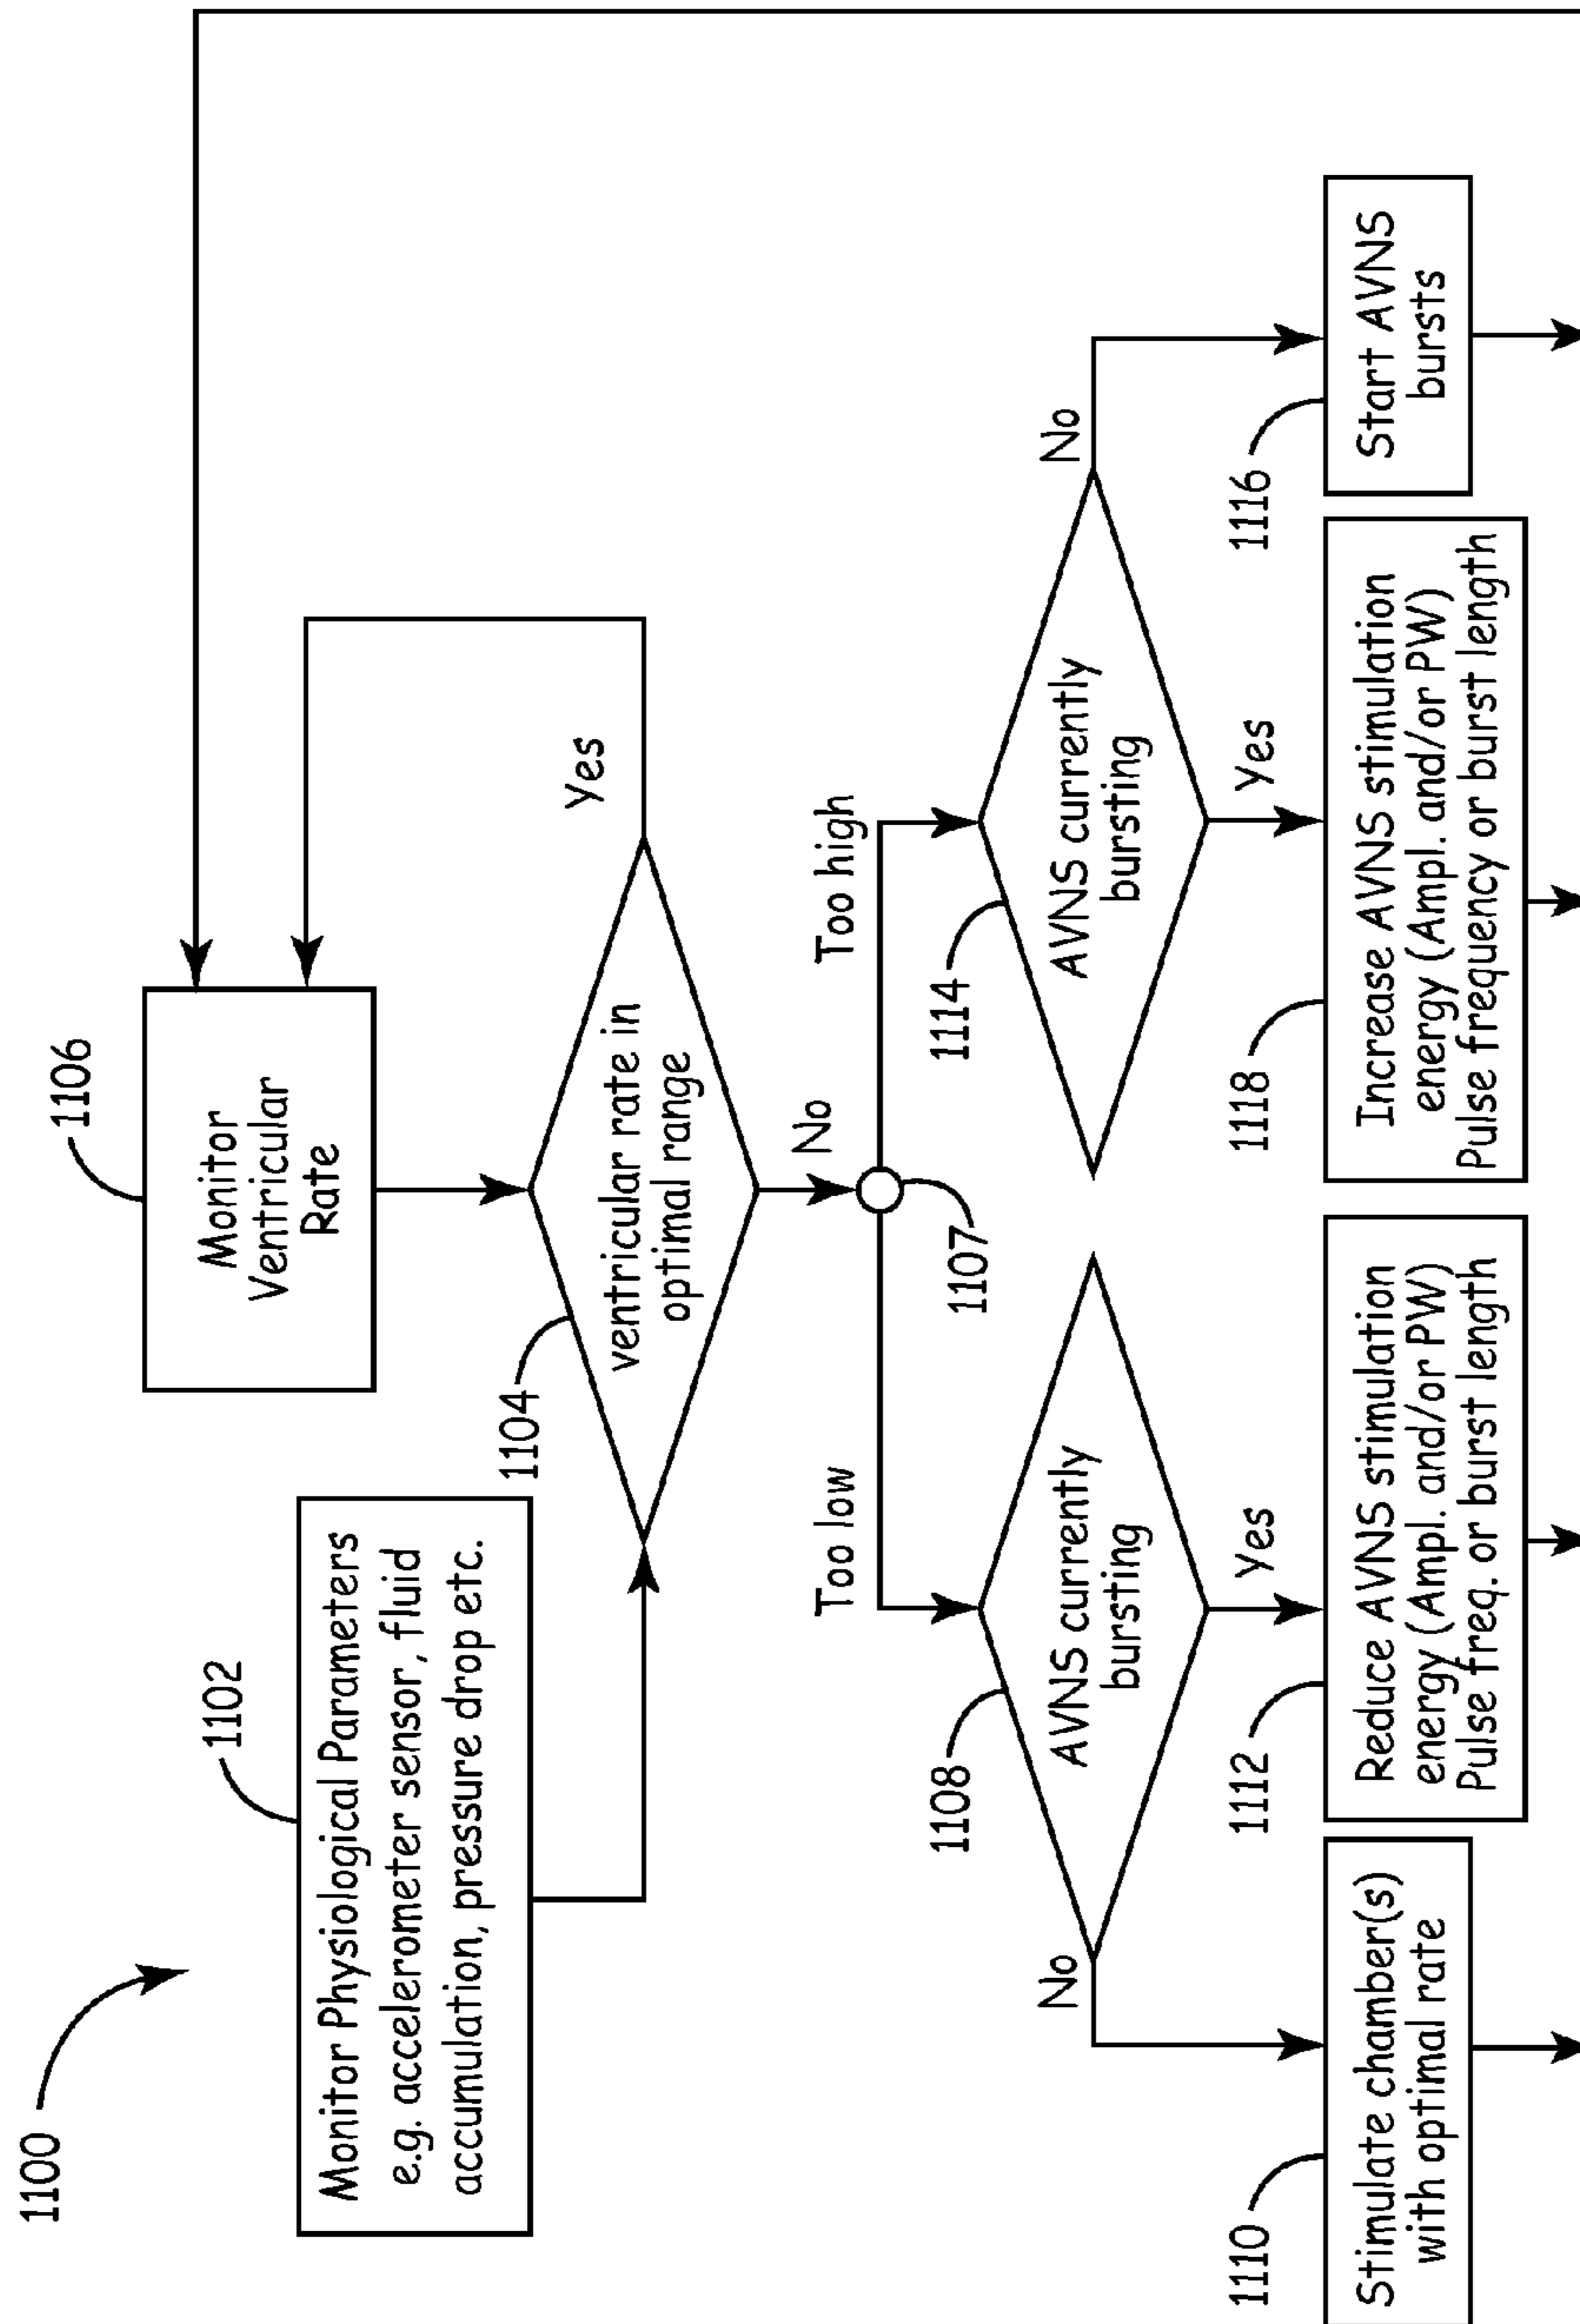 1100
1102
Monitor Physiological Parameters
e.g. accelerometer sensor, fluid
accumulation, pressure drop etc.
1106
Monitor
Ventricular
Rate
1104
ventricular rate in
optimal range
Yes
No
1107
Too low
Too high
1108
AVNS currently
bursting
No
Yes
1114
AVNS currently
bursting
Yes
No
1110
Stimulate chamber(s)
with optimal rate
1112
Reduce AVNS stimulation
energy (Ampl. and/or PW)
Pulse freq. or burst length
1118
Increase AVNS stimulation
energy (Ampl. and/or PW)
Pulse frequency or burst length
1116
Start AVNS
bursts